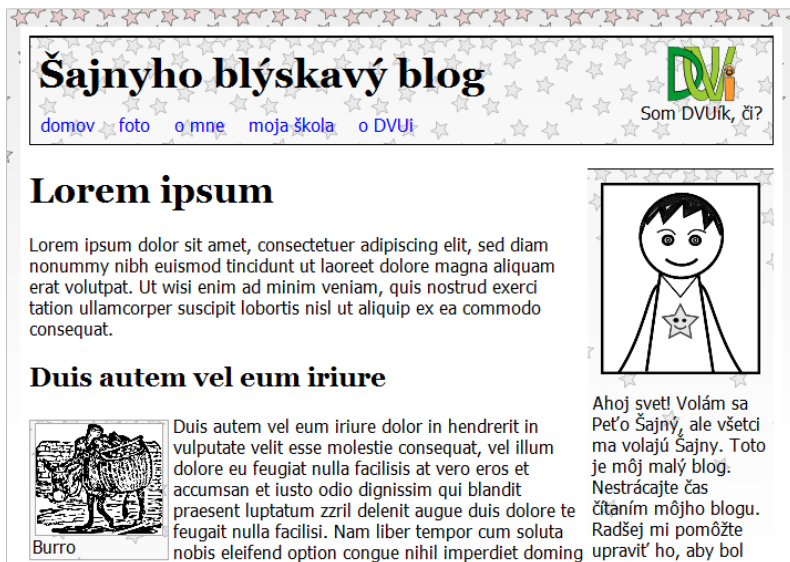 Šajnyho blýskavý blog
domov foto o mne moja škola o DVUi
DVUi
Som DVUík, či?
Lorem ipsum
Lorem ipsum dolor sit amet, consectetuer adipiscing elit, sed diam
nonummy nibh euismod tincidunt ut laoreet dolore magna aliquam
erat volutpat. Ut wisi enim ad minim veniam, quis nostrud exerci
tation ullamcorper suscipit lobortis nisl ut aliquip ex ea commodo
consequat.
Duis autem vel eum iriure
Duis autem vel eum iriure dolor in hendrerit in
vulputate velit esse molestie consequat, vel illum
dolore eu feugiat nulla facilisis at vero eros et
accumsan et iusto odio dignissim qui blandit
praesent luptatum zzril delenit augue duis dolore te
feugait nulla facilisi. Nam liber tempor cum soluta
nobis eleifend option congue nihil imperdiet doming
Burro
Ahoj svet! Volám sa
Peťo Šajný, ale všetci
ma volajú Šajny. Toto
je môj malý blog.
Nestrácajte čas
čítaním môjho blogu.
Radšej mi pomôžte
upraviť ho, aby bol